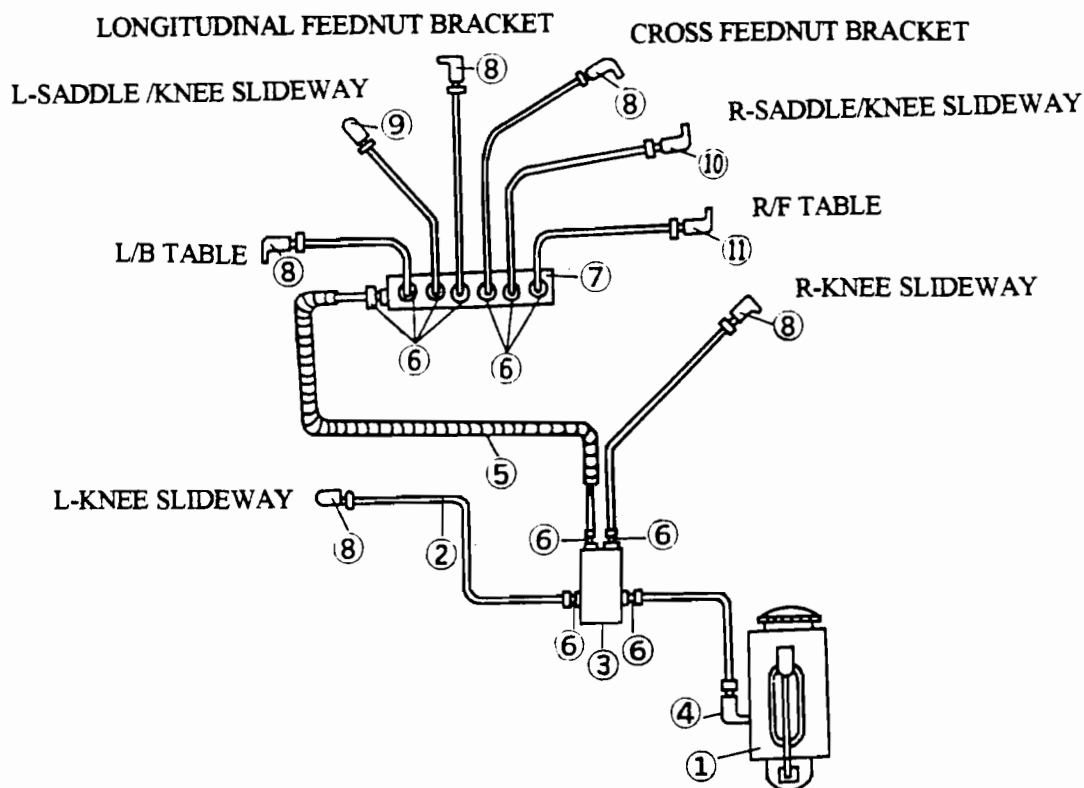 LONGITUDINAL FEEDNUT BRACKET
CROSS FEEDNUT BRACKET
⑧
⑧
L-SADDLE /KNEE SLIDEWAY
⑨
R-SADDLE/KNEE SLIDEWAY
⑩
R/F TABLE
⑪
L/B TABLE
⑧
⑦
R-KNEE SLIDEWAY
⑧
⑥
⑥
⑤
L-KNEE SLIDEWAY
⑧
②
⑥
⑥
⑥
③
⑥
④
①